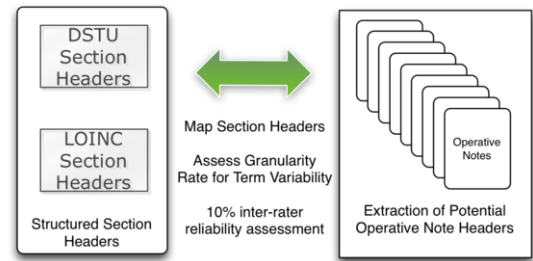 DSTU
Section
Headers
LOINC
Section
Headers
Structured Section
Headers
Map Section Headers
Assess Granularity
Rate for Term Variability
10% inter-rater
reliability assessment
Operative
Notes
Extraction of Potential
Operative Note Headers